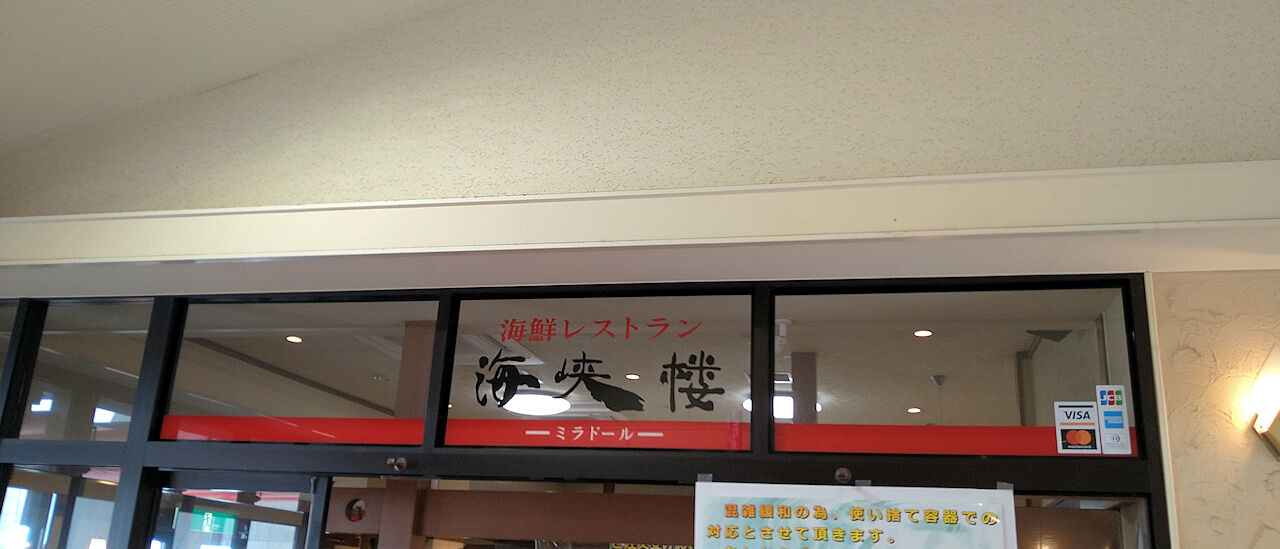 海鮮レストラン
海峡楼
ミラドール
VISA
mastercard
JCB
混雑緩和の為、使い捨て容器での
対応とさせて頂きます。